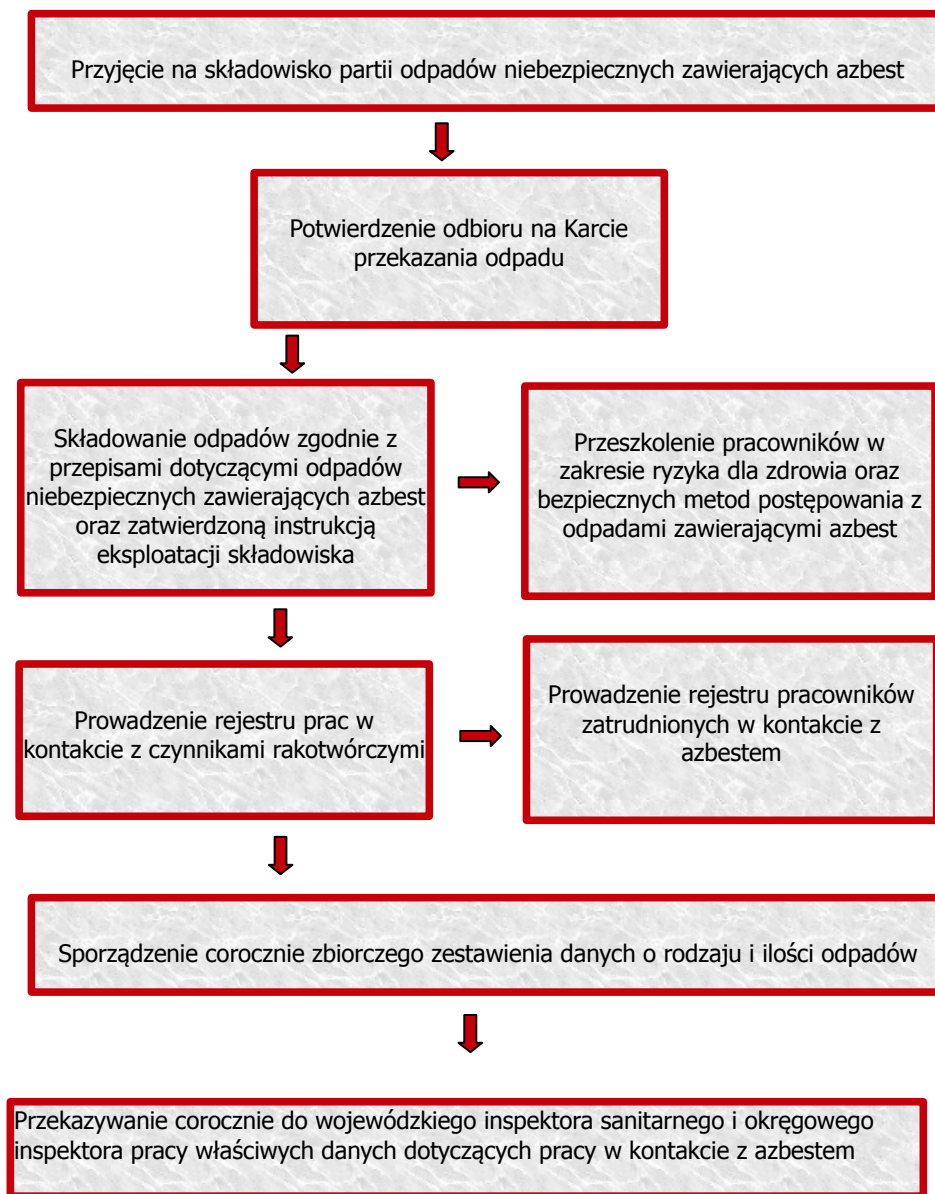 Przyjęcie na składowisko partii odpadów niebezpiecznych zawierających azbest
Potwierdzenie odbioru na Karcie
przekazania odpadu
Składowanie odpadów zgodnie z
przepisami dotyczącymi odpadów
niebezpiecznych zawierających azbest
oraz zatwierdzoną instrukcją
eksploatacji składowiska
Przeszkolenie pracowników w
zakresie ryzyka dla zdrowia oraz
bezpiecznych metod postępowania z
odpadami zawierającymi azbest
Prowadzenie rejestru prac w
kontakcie z czynnikami rakotwórczymi
Prowadzenie rejestru pracowników
zatrudnionych w kontakcie z
azbestem
Sporządzenie corocznie zbiorczego zestawienia danych o rodzaju i ilości odpadów
Przekazywanie corocznie do wojewódzkiego inspektora sanitarnego i okręgowego
inspektora pracy właściwych danych dotyczących pracy w kontakcie z azbestem